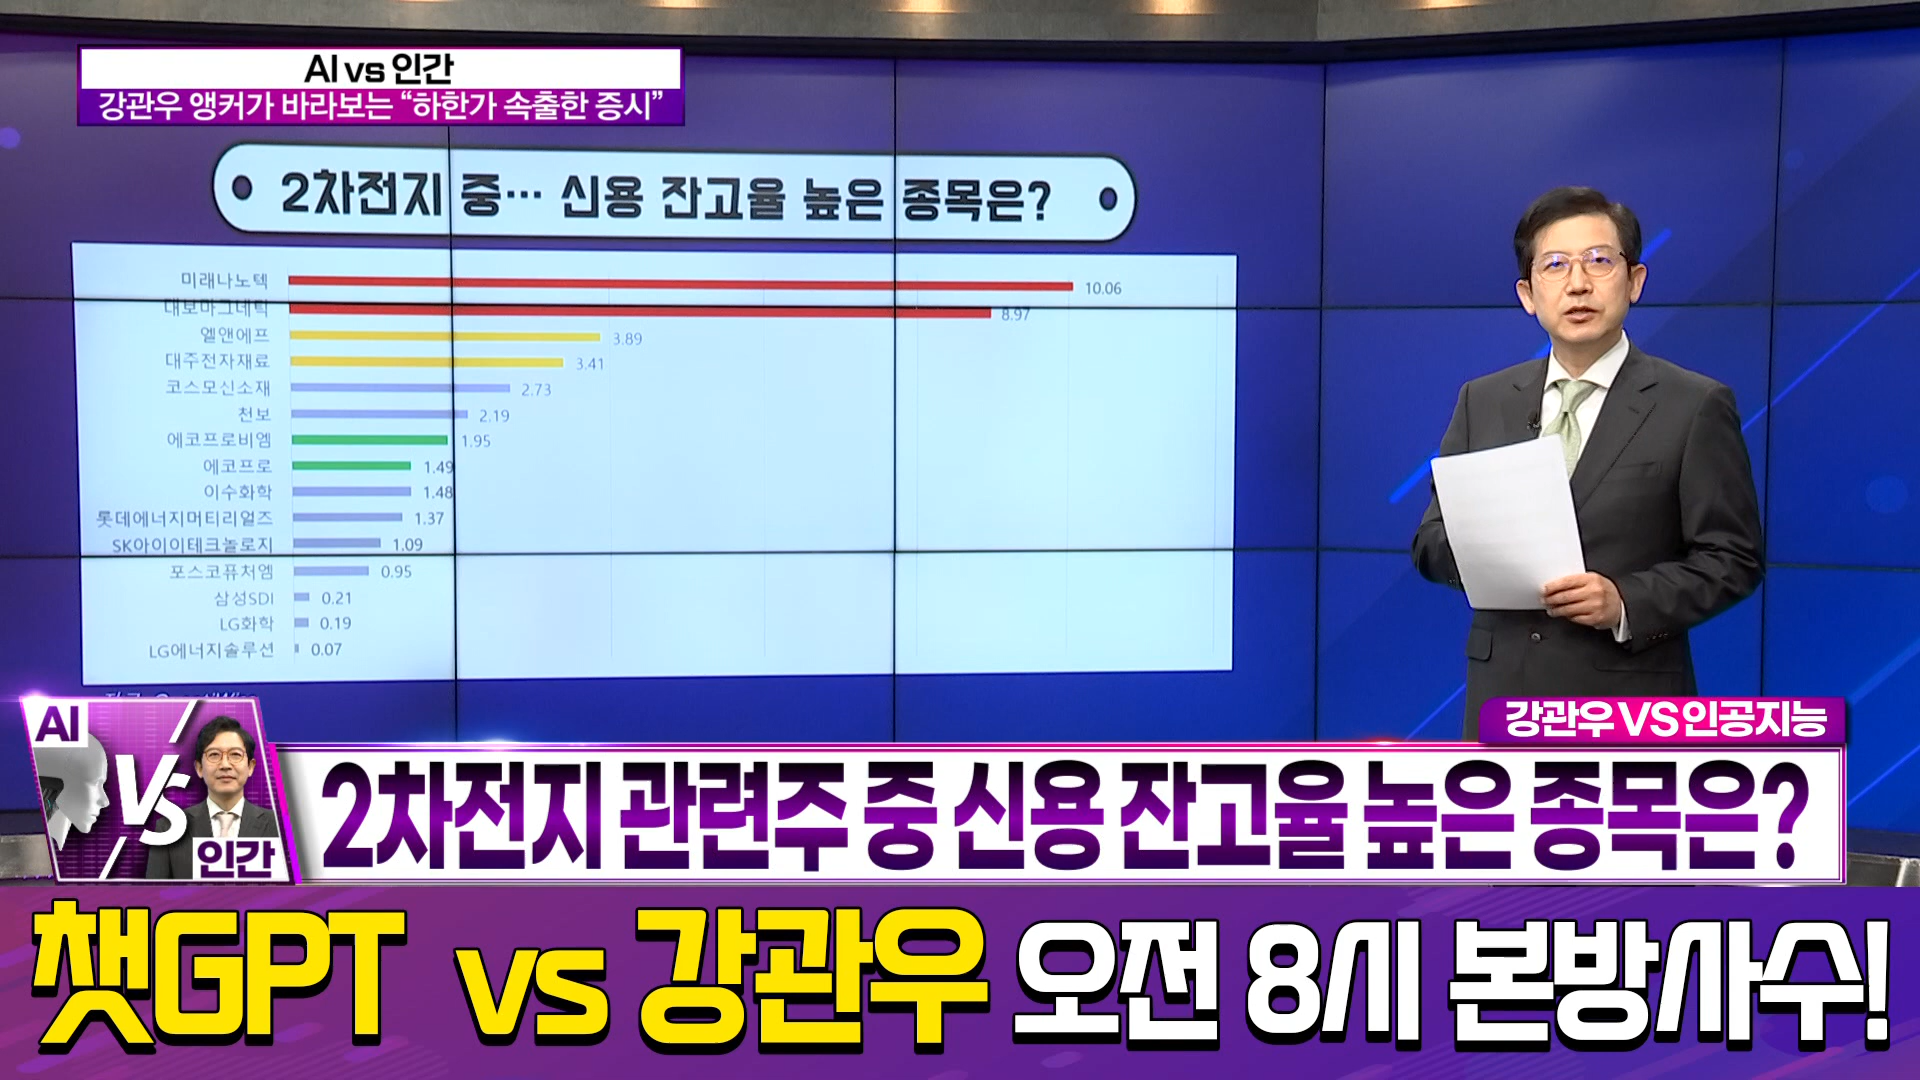 AI vs 인간
강관우 앵커가 바라보는 “하한가 속출한 증시”
2차전지 중… 신용 잔고율 높은 종목은?
미래나노텍 10.06
대보마그네틱 8.97
엘앤에프 3.89
대주전자재료 3.41
코스모신소재 2.73
천보 2.19
에코프로비엠 1.95
에코프로 1.49
이수화학 1.48
롯데에너지머티리얼즈 1.37
SK아이이테크놀로지 1.09
포스코퓨처엠 0.95
삼성SDI 0.21
LG화학 0.19
LG에너지솔루션 0.07
강관우 VS 인공지능
AI
VS
인간
2차전지 관련주 중 신용 잔고율 높은 종목은?
챗GPT vs 강관우 오전 8시 본방사수!